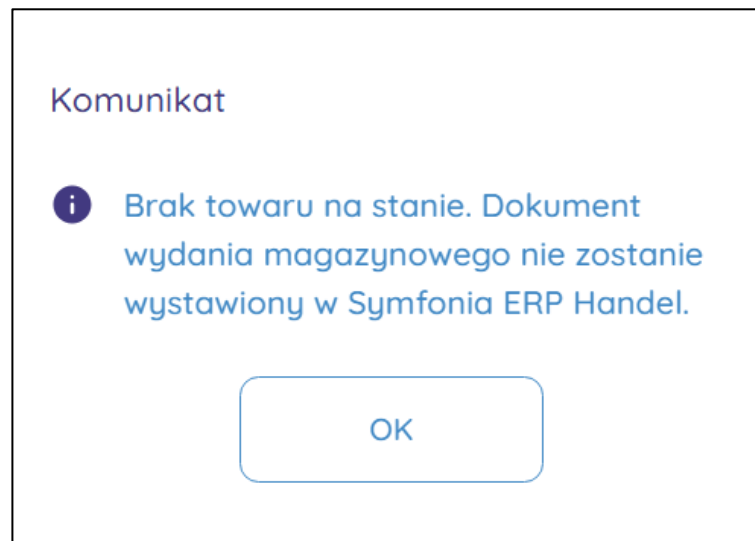 Komunikat
Brak towaru na stanie. Dokument
wydania magazynowego nie zostanie
wystawiony w Symfonia ERP Handel.
OK